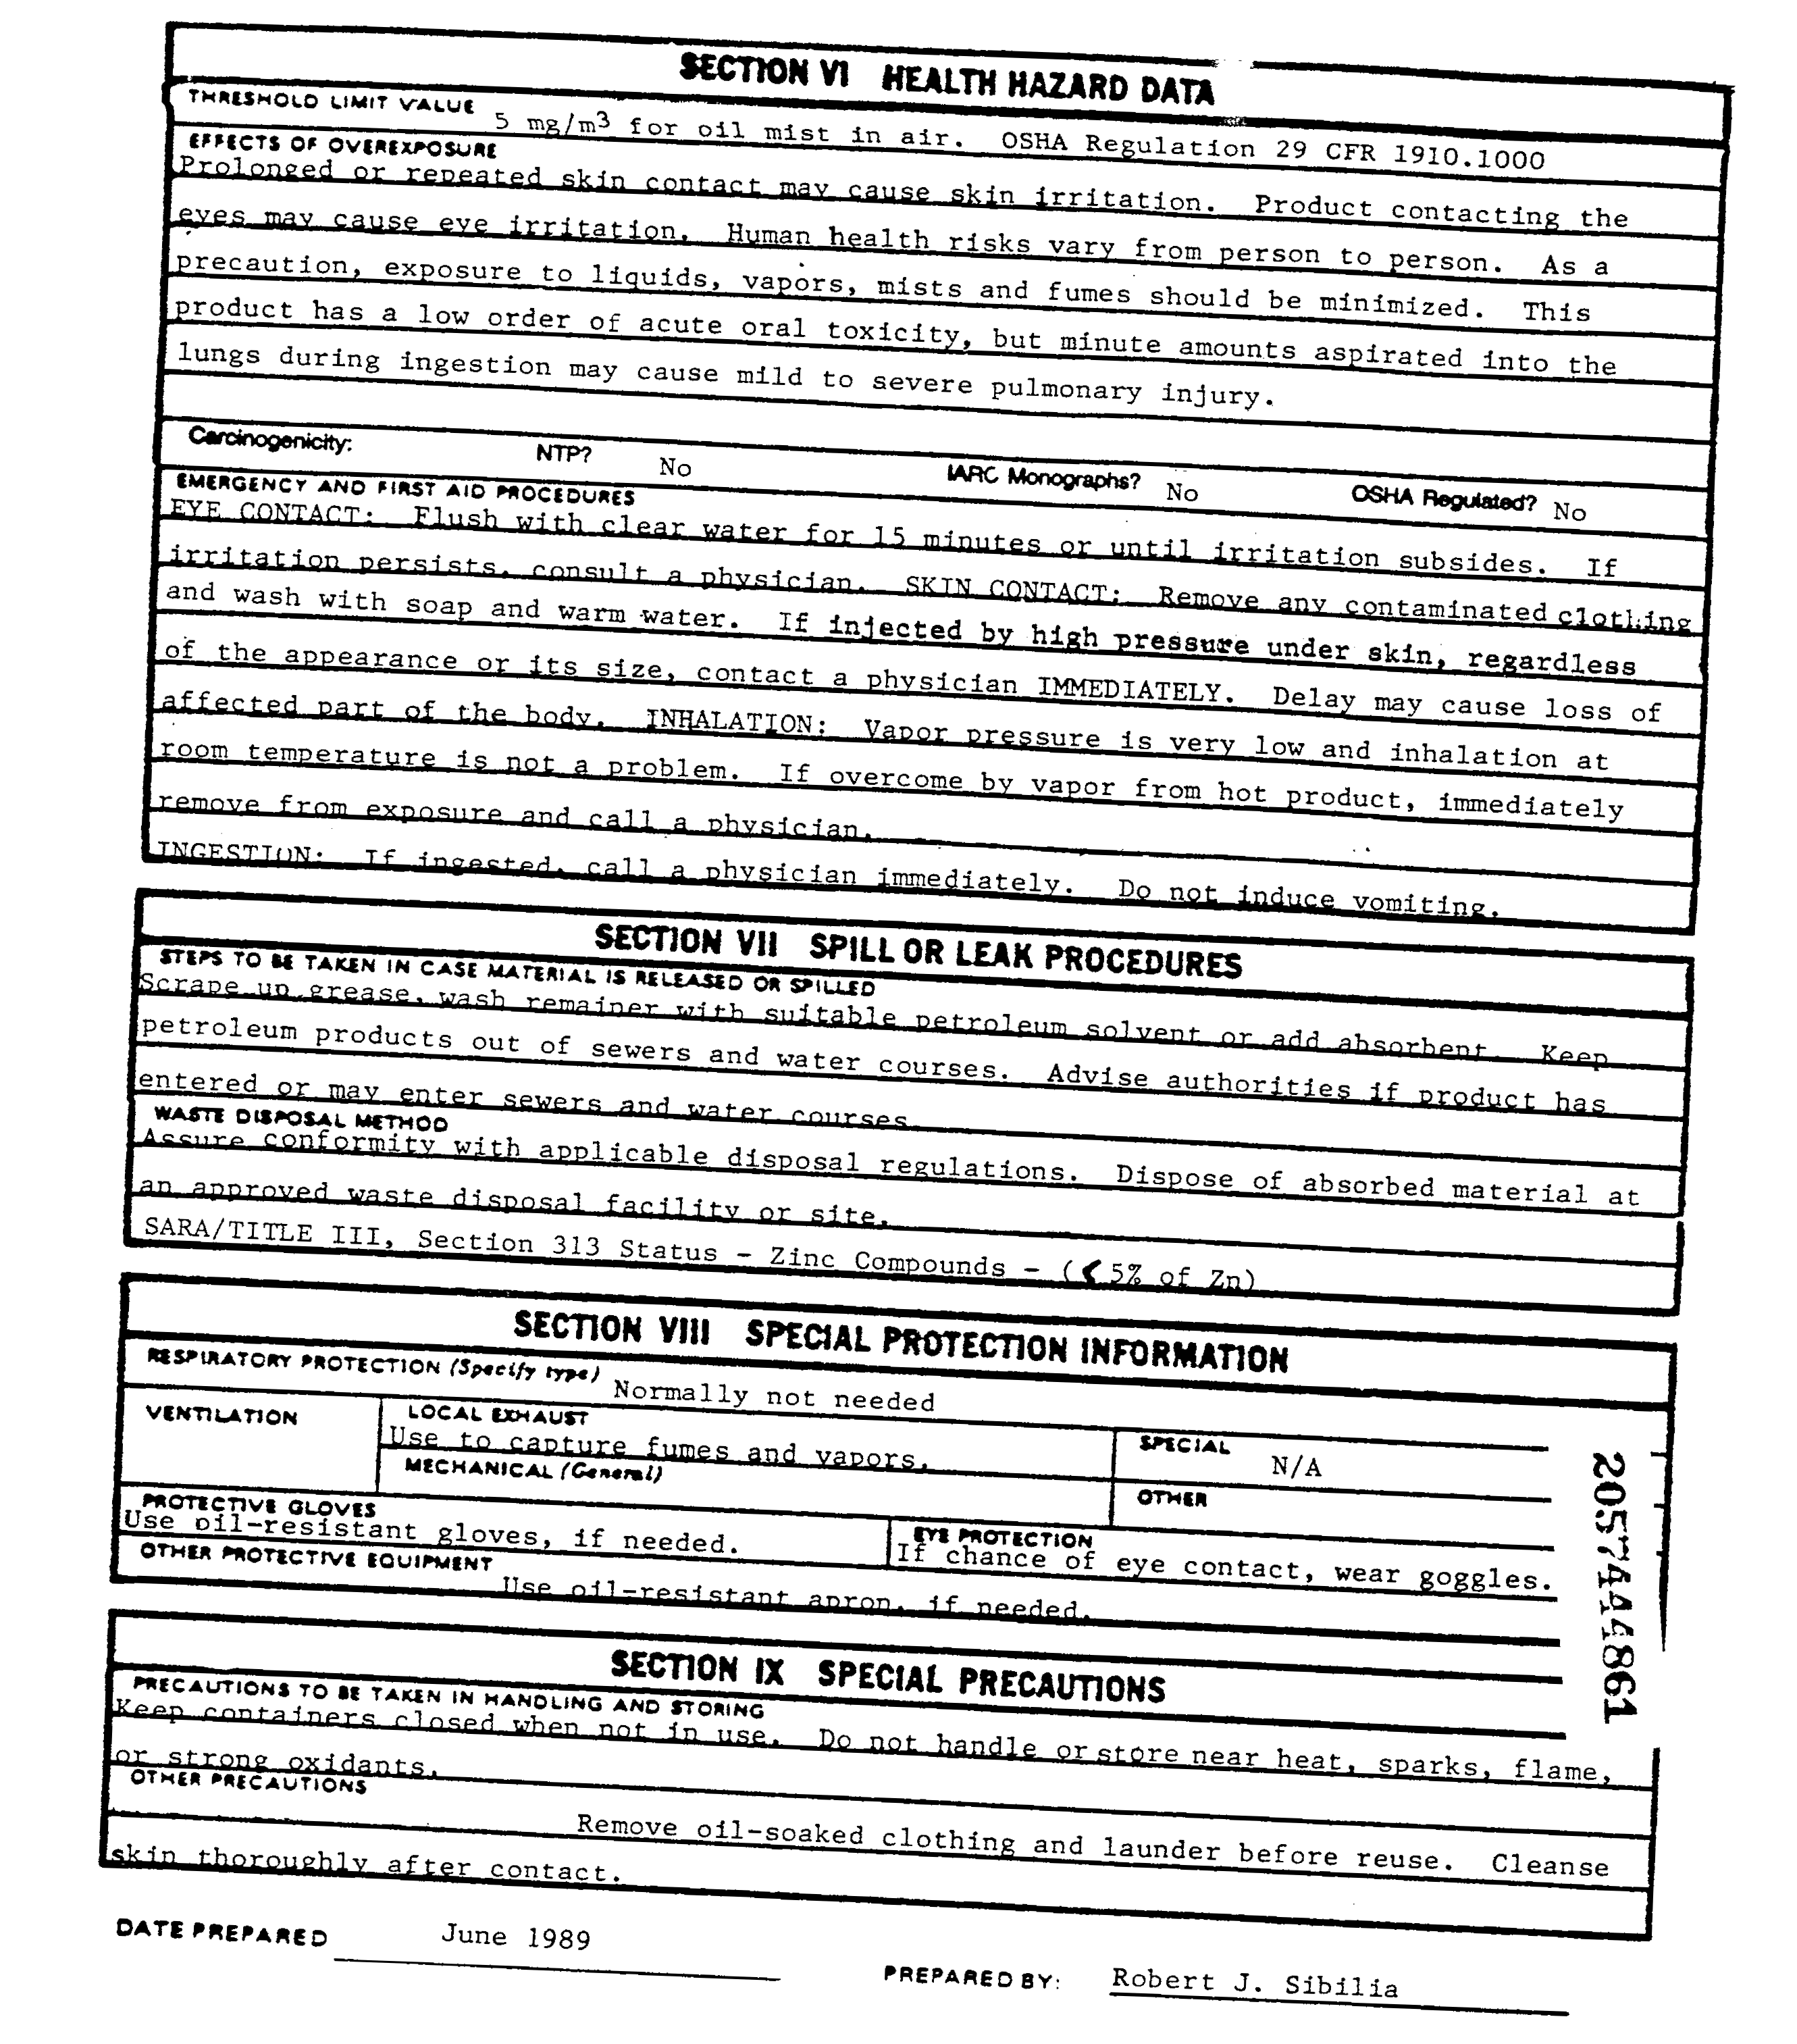 SECTION VI HEALTH HAZARD DATA
THRESHOLD LIMIT VALUE 5 mg/m3 for oil mist in air. OSHA Regulation 29 CFR 1910.1000
EFFECTS OF OVEREXPOSURE
Prolonged or repeated skin contact may cause skin irritation. Product contacting the
eyes may cause eye irritation. Human health risks vary from person to person. As a
precaution, exposure to liquids, vapors, mists and fumes should be minimized. This
product has a low order of acute oral toxicity, but minute amounts aspirated into the
lungs during ingestion may cause mild to severe pulmonary injury.
Carcinogenicity: NTP? No IARC Monographs? No OSHA Regulated? No
EMERGENCY AND FIRST AID PROCEDURES
EYE CONTACT: Flush with clear water for 15 minutes or until irritation subsides. If
irritation persists, consult a physician. SKIN CONTACT: Remove any contaminated clothing
and wash with soap and warm water. If injected by high pressure under skin, regardless
of the appearance or its size, contact a physician IMMEDIATELY. Delay may cause loss of
affected part of the body. INHALATION: Vapor pressure is very low and inhalation at
room temperature is not a problem. If overcome by vapor from hot product, immediately
remove from exposure and call a physician.
INGESTION: If ingested, call a physician immediately. Do not induce vomiting.
SECTION VII SPILL OR LEAK PROCEDURES
STEPS TO BE TAKEN IN CASE MATERIAL IS RELEASED OR SPILLED
Scrape up grease, wash remainer with suitable petroleum solvent or add absorbent. Keep
petroleum products out of sewers and water courses. Advise authorities if product has
entered or may enter sewers and water courses.
WASTE DISPOSAL METHOD
Assure conformity with applicable disposal regulations. Dispose of absorbed material at
an approved waste disposal facility or site.
SARA/TITLE III, Section 313 Status - Zinc Compounds - (< 5% of Zn)
SECTION VIII SPECIAL PROTECTION INFORMATION
RESPIRATORY PROTECTION (Specify type) Normally not needed
VENTILATION
LOCAL EXHAUST
Use to capture fumes and vapors.
SPECIAL N/A
MECHANICAL (General)
OTHER
PROTECTIVE GLOVES
Use oil-resistant gloves, if needed.
EYE PROTECTION
If chance of eye contact, wear goggles.
OTHER PROTECTIVE EQUIPMENT
Use oil-resistant apron, if needed.
2057444861
SECTION IX SPECIAL PRECAUTIONS
PRECAUTIONS TO BE TAKEN IN HANDLING AND STORING
Keep containers closed when not in use. Do not handle or store near heat, sparks, flame,
or strong oxidants.
OTHER PRECAUTIONS
Remove oil-soaked clothing and launder before reuse. Cleanse
skin thoroughly after contact.
DATE PREPARED June 1989
PREPARED BY: Robert J. Sibilia